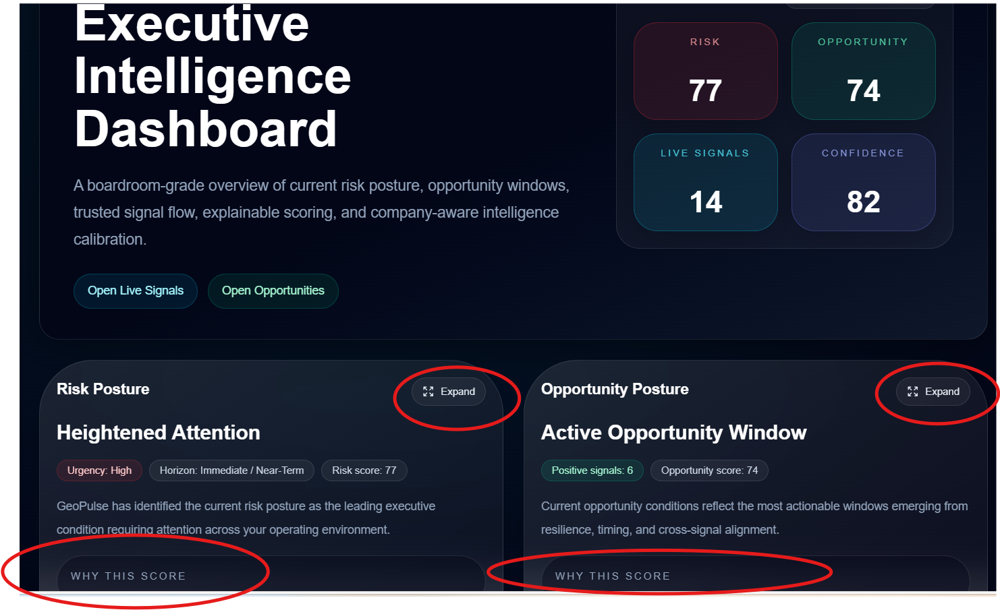 Executive
Intelligence
Dashboard
A boardroom-grade overview of current risk posture, opportunity windows,
trusted signal flow, explainable scoring, and company-aware intelligence
calibration.
Open Live Signals
Open Opportunities
RISK
77
OPPORTUNITY
74
LIVE SIGNALS
14
CONFIDENCE
82
Risk Posture
Expand
Heightened Attention
Urgency: High
Horizon: Immediate / Near-Term
Risk score: 77
GeoPulse has identified the current risk posture as the leading executive
condition requiring attention across your operating environment.
WHY THIS SCORE
Opportunity Posture
Expand
Active Opportunity Window
Positive signals: 6
Opportunity score: 74
Current opportunity conditions reflect the most actionable windows emerging from
resilience, timing, and cross-signal alignment.
WHY THIS SCORE